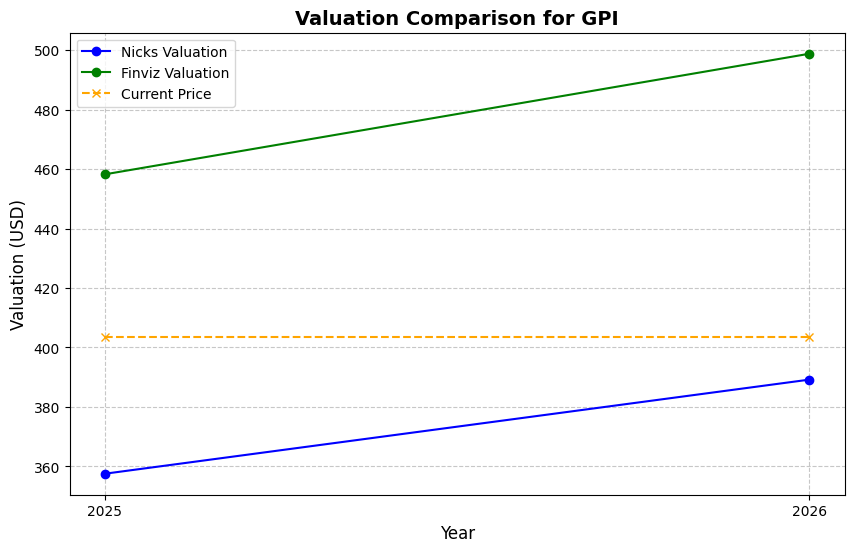 Valuation Comparison for GPI
Nicks Valuation
Finviz Valuation
Current Price
Valuation (USD)
500
480
460
440
420
400
380
360
2025
2026
Year